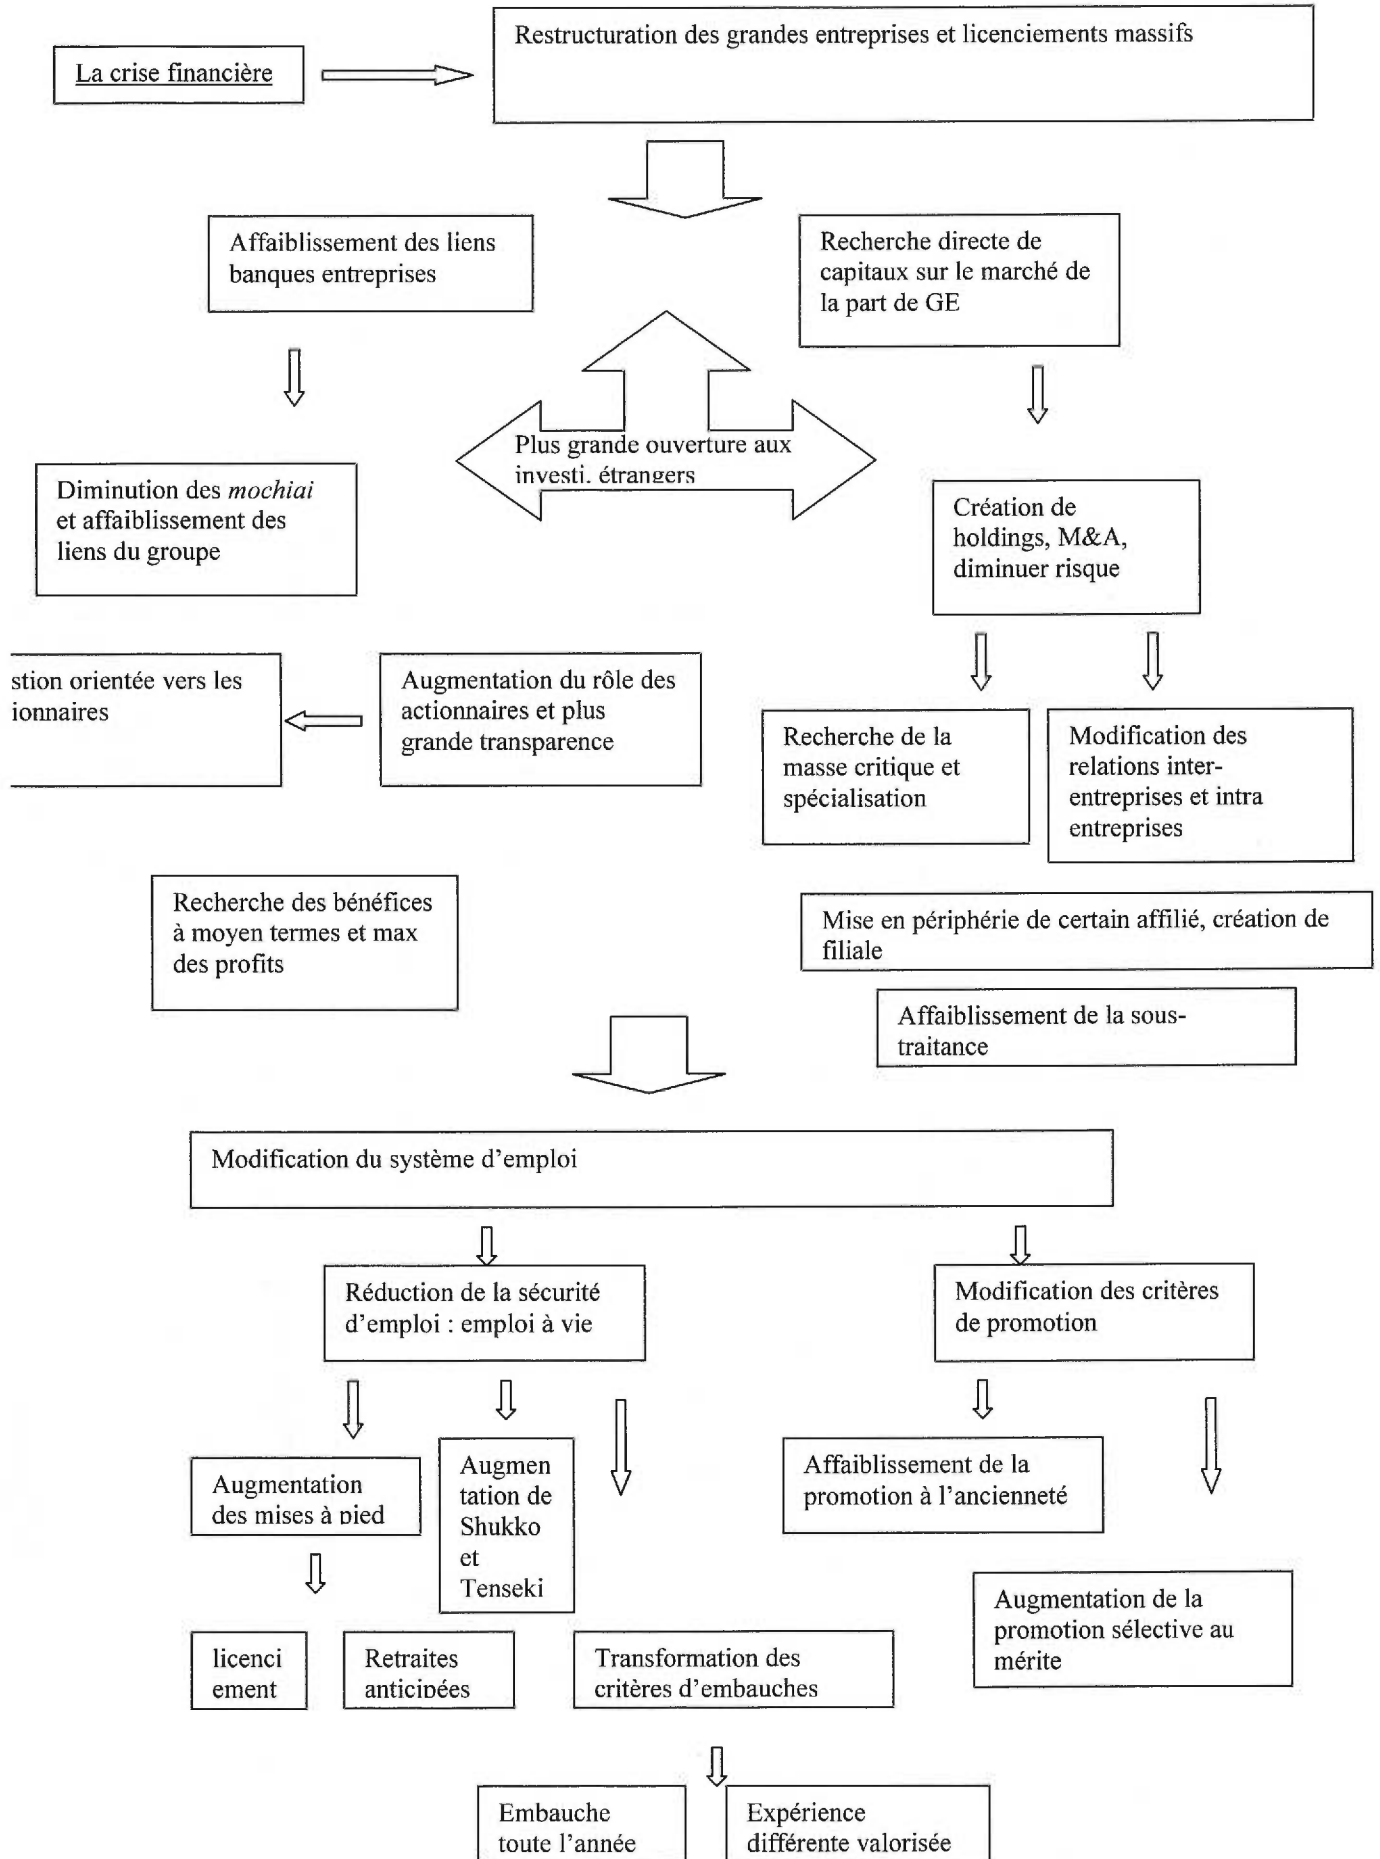 La crise financière
Restructuration des grandes entreprises et licenciements massifs
Affaiblissement des liens
banques entreprises
Recherche directe de
capitaux sur le marché de
la part de GE
Plus grande ouverture aux
investi. étrangers
Diminution des mochiai
et affaiblissement des
liens du groupe
Création de
holdings, M&A,
diminuer risque
stion orientée vers les
ionnaires
Augmentation du rôle des
actionnaires et plus
grande transparence
Recherche de la
masse critique et
spécialisation
Modification des
relations inter-
entreprises et intra
entreprises
Recherche des bénéfices
à moyen termes et max
des profits
Mise en périphérie de certain affilié, création de
filiale
Affaiblissement de la sous-
traitance
Modification du système d'emploi
Réduction de la sécurité
d'emploi : emploi à vie
Modification des critères
de promotion
Augmentation
des mises à pied
Augmen
tation de
Shukko
et
Tenseki
Affaiblissement de la
promotion à l'ancienneté
Augmentation de la
promotion sélective au
mérite
licenci
ement
Retraites
anticipées
Transformation des
critères d'embauches
Embauche
toute l'année
Expérience
différente valorisée